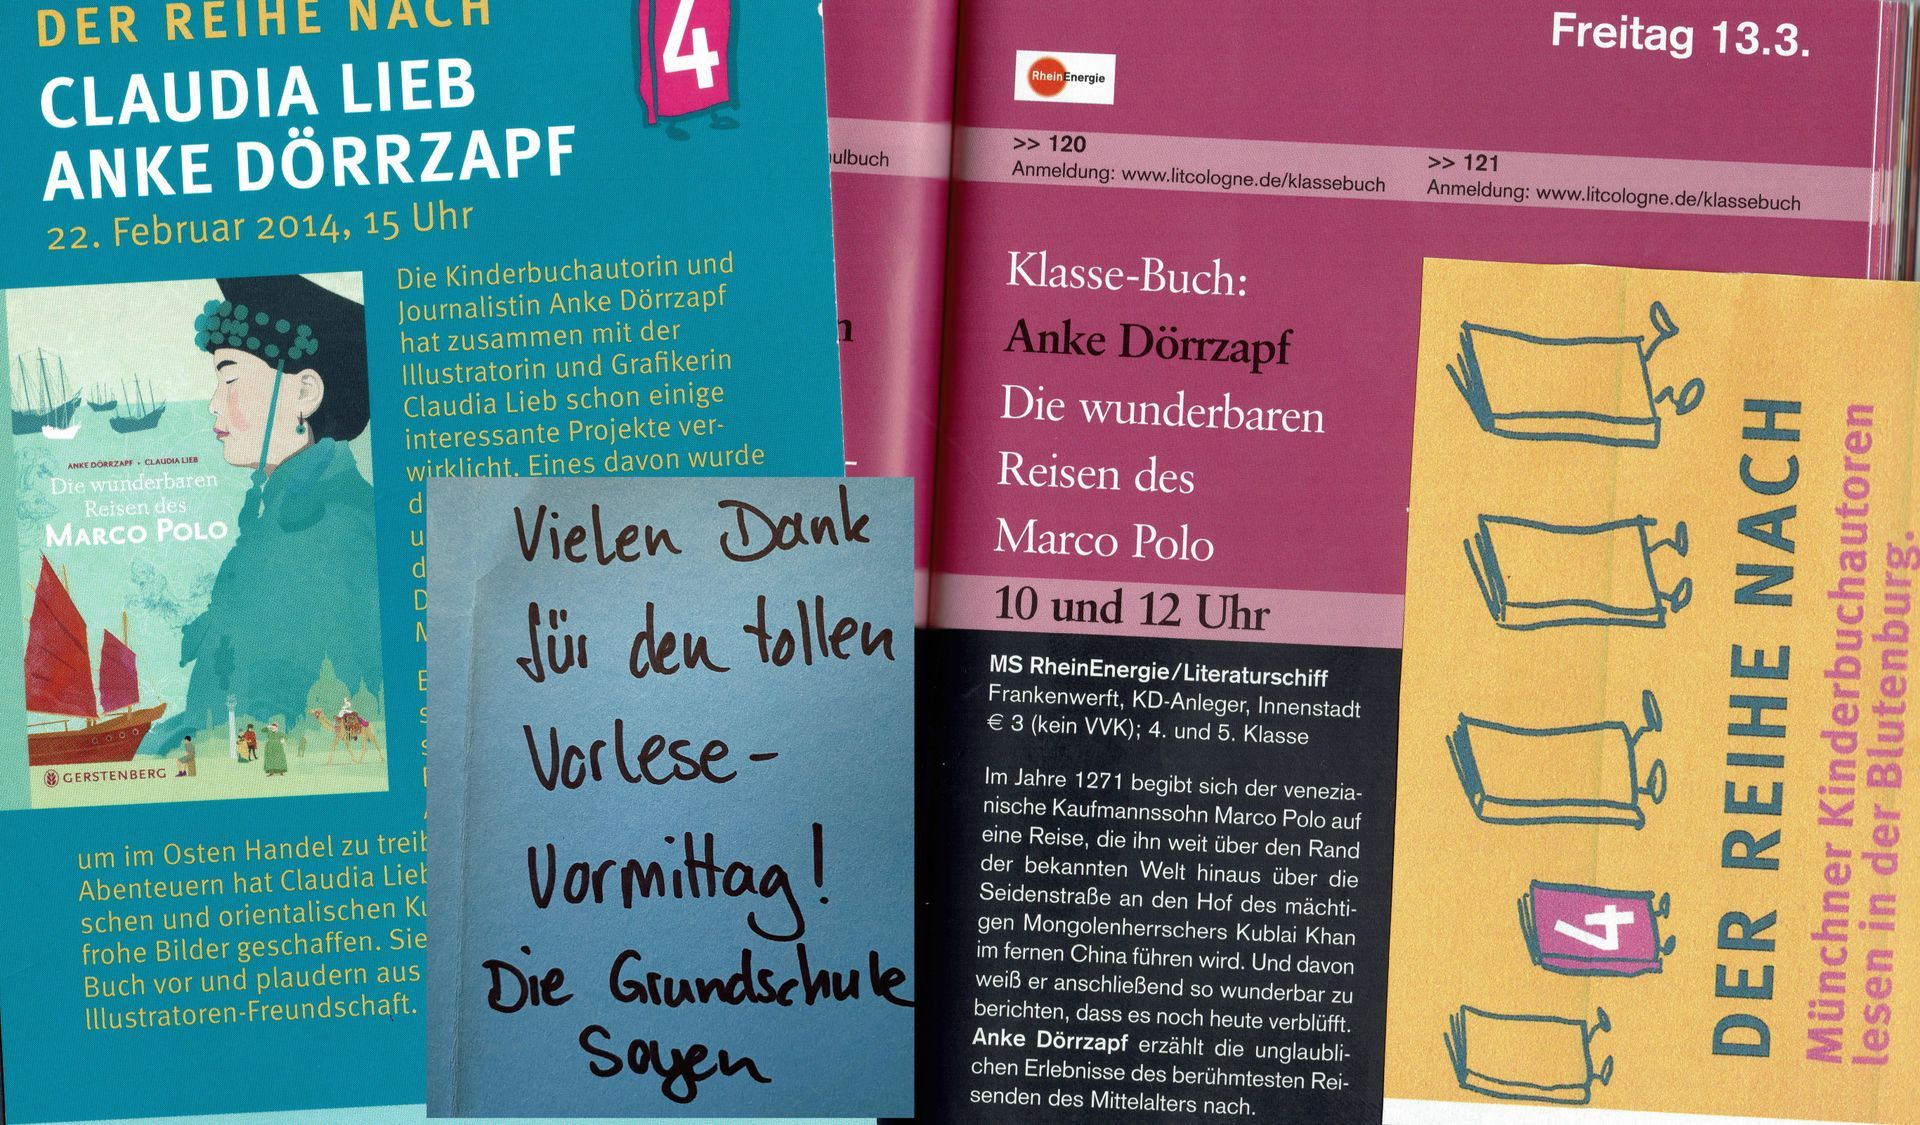 DER REIHE NACH
4
CLAUDIA LIEB
ANKE DÖRRZAPF
22. Februar 2014, 15 Uhr
Die Kinderbuchautorin und
Journalistin Anke Dörrzapf
hat zusammen mit der
Illustratorin und Grafikerin
Claudia Lieb schon einige
interessante Projekte ver-
wirklicht. Eines davon wurde
ANKE DÖRRZAPF • CLAUDIA LIEB
Die wunderbaren
Reisen des
MARCO POLO
GERSTENBERG
um im Osten Handel zu treib
Abenteuern hat Claudia Lieb
schen und orientalischen Ku
frohe Bilder geschaffen. Sie
Buch vor und plaudern aus
Illustratoren-Freundschaft.
Vielen Dank
für den tollen
Vorlese-
Vormittag!
Die Grundschule
Soyen
ulbuch
Freitag 13.3.
RheinEnergie
>> 120
Anmeldung: www.litcologne.de/klassebuch
>> 121
Anmeldung: www.litcologne.de/klassebuch
Klasse-Buch:
Anke Dörrzapf
Die wunderbaren
Reisen des
Marco Polo
10 und 12 Uhr
MS RheinEnergie/Literaturschiff
Frankenwerft, KD-Anleger, Innenstadt
€ 3 (kein VVK); 4. und 5. Klasse
Im Jahre 1271 begibt sich der venezia-
nische Kaufmannssohn Marco Polo auf
eine Reise, die ihn weit über den Rand
der bekannten Welt hinaus über die
Seidenstraße an den Hof des mächti-
gen Mongolenherrschers Kublai Khan
im fernen China führen wird. Und davon
weiß er anschließend so wunderbar zu
berichten, dass es noch heute verblüfft.
Anke Dörrzapf erzählt die unglaubli-
chen Erlebnisse des berühmtesten Rei-
senden des Mittelalters nach.
4
DER REIHE NACH
Münchner Kinderbuchautoren
lesen in der Blutenburg.